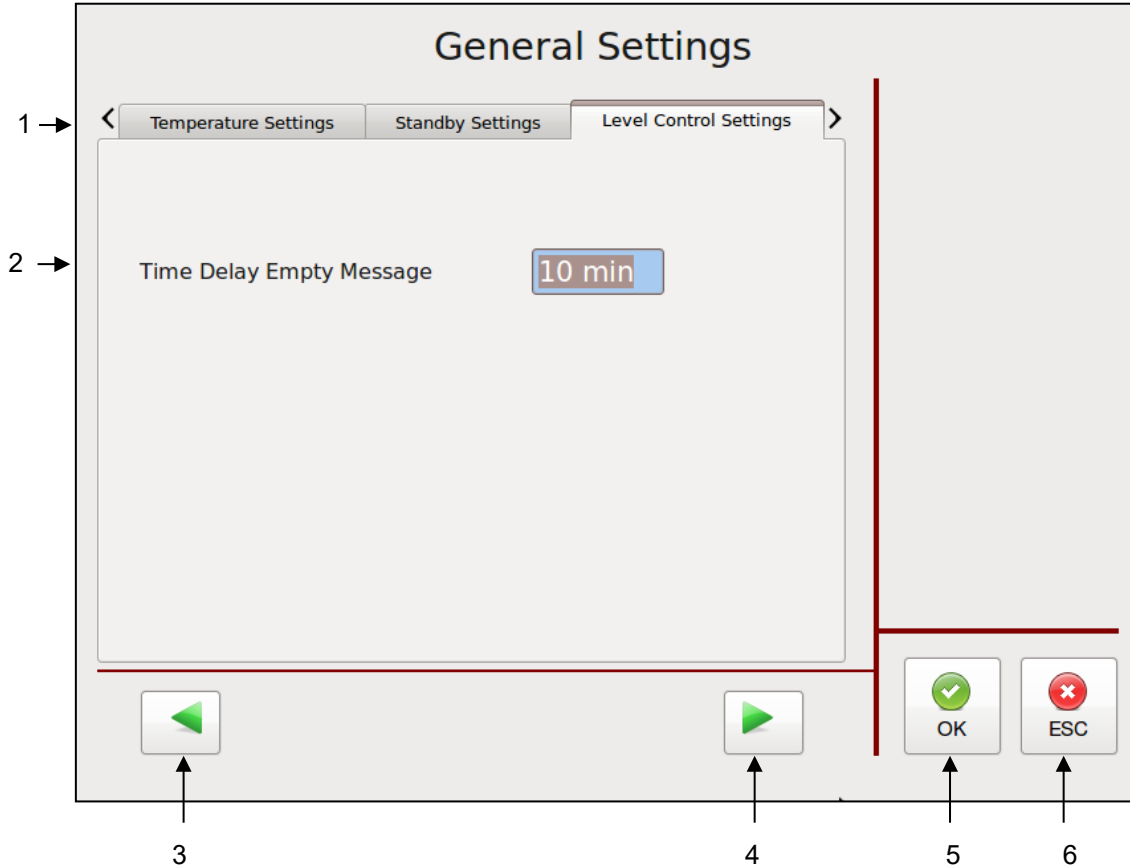 General Settings
1
Temperature Settings
Standby Settings
Level Control Settings
2
Time Delay Empty Message
10 min
OK
ESC
3
4
5
6